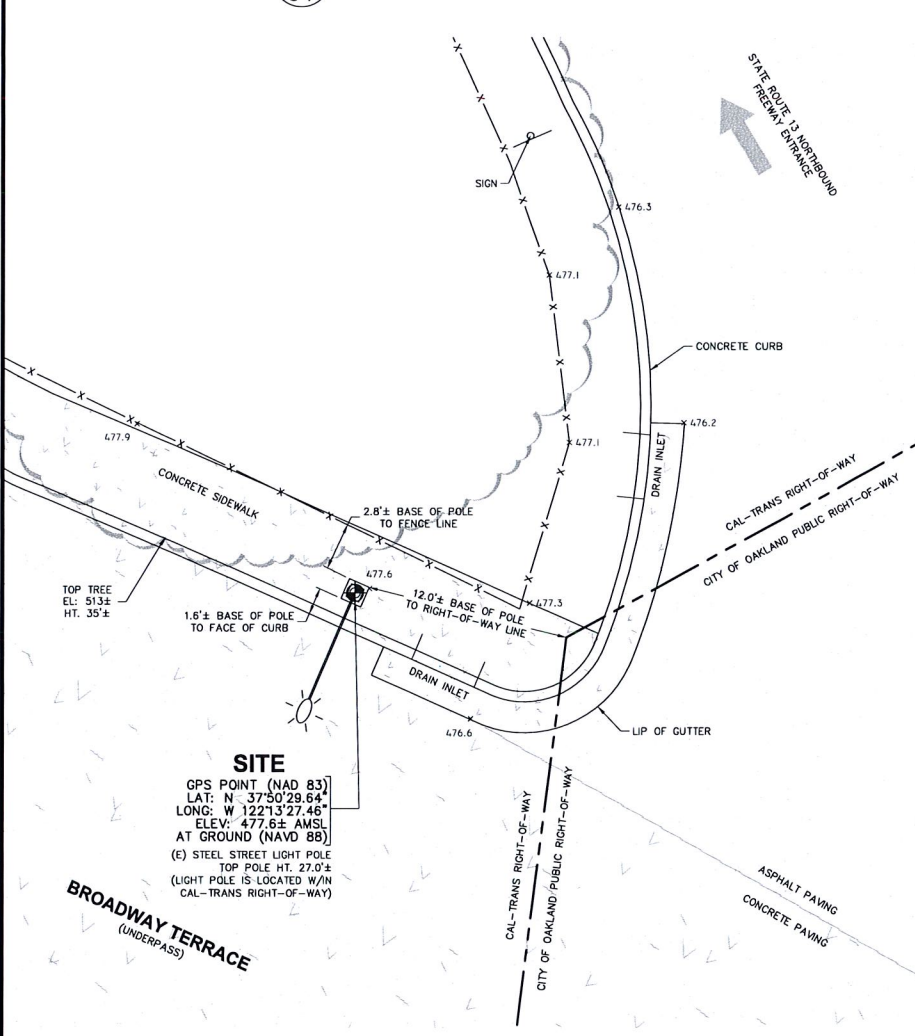 STATE ROUTE 13 NORTHBOUND
FREEWAY ENTRANCE
SIGN
476.3
477.1
CONCRETE CURB
477.9
477.1
476.2
DRAIN INLET
CONCRETE SIDEWALK
2.8'± BASE OF POLE
TO FENCE LINE
CAL-TRANS RIGHT-OF-WAY
CITY OF OAKLAND PUBLIC RIGHT-OF-WAY
TOP TREE
EL: 513±
HT. 35'±
477.6
1.6'± BASE OF POLE
TO FACE OF CURB
12.0'± BASE OF POLE
TO RIGHT-OF-WAY LINE
477.3
DRAIN INLET
476.6
LIP OF GUTTER
SITE
GPS POINT (NAD 83)
LAT: N 37°50'29.64"
LONG: W 122°13'27.46"
ELEV: 477.6± AMSL
AT GROUND (NAVD 88)
(E) STEEL STREET LIGHT POLE
TOP POLE HT. 27.0'±
(LIGHT POLE IS LOCATED W/IN
CAL-TRANS RIGHT-OF-WAY)
CAL-TRANS RIGHT-OF-WAY
CITY OF OAKLAND PUBLIC RIGHT-OF-WAY
ASPHALT PAVING
CONCRETE PAVING
BROADWAY TERRACE
(UNDERPASS)